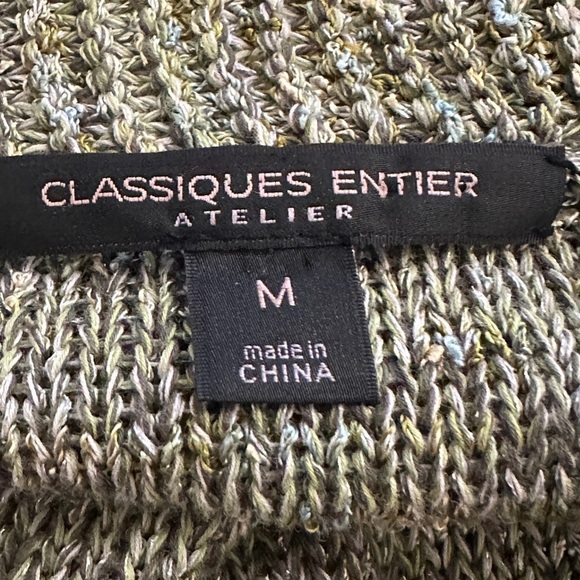 CLASSIQUES ENTIER
ATELIER
M
made in
CHINA